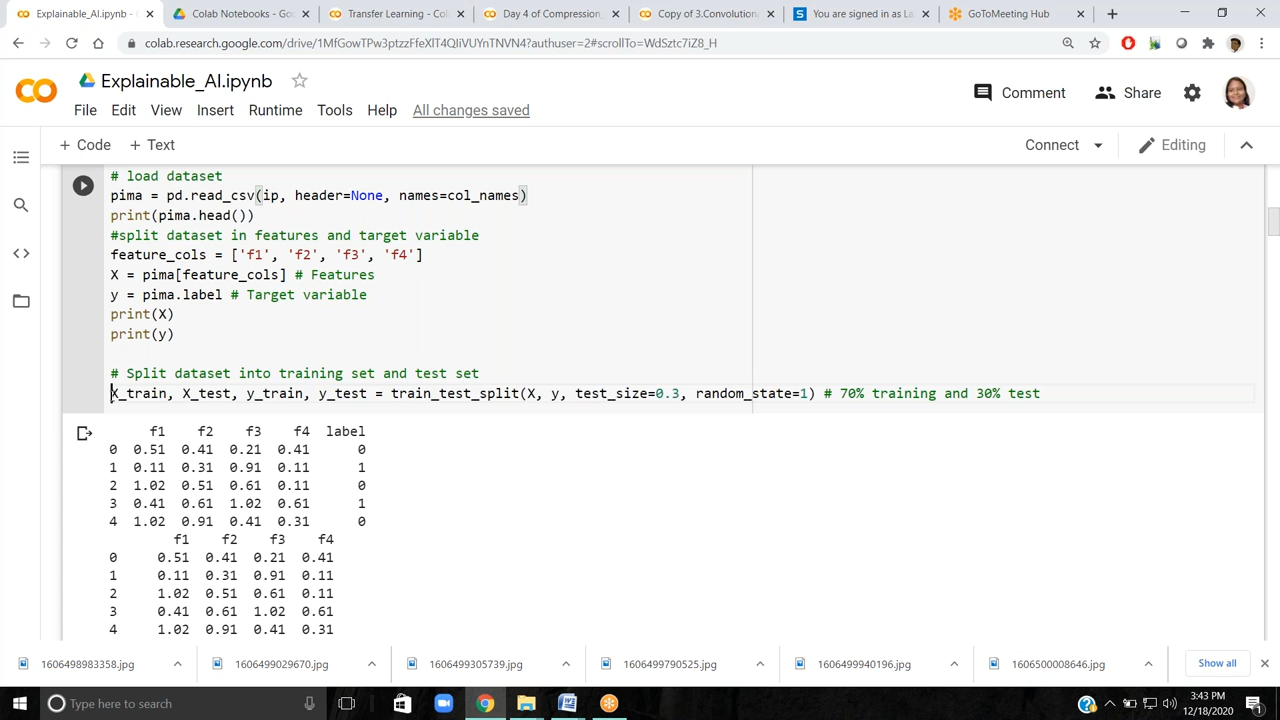 Explainable_AI.ipynb - C
Colab Notebooks - Go
Transfer Learning - Col
Day 4 of Compression_
Copy of 3.Convolution
You are signed in as La
GoToMeeting Hub
colab.research.google.com/drive/1MfGowTPw3ptzzFfeXlT4QIiVUYnTNVN4?authuser=2#scrollTo=WdSztc7iZ8_H
Explainable_AI.ipynb
Comment
Share
File
Edit
View
Insert
Runtime
Tools
Help
All changes saved
+ Code
+ Text
Connect
Editing
# load dataset
pima = pd.read_csv(ip, header=None, names=col_names)
print(pima.head())
#split dataset in features and target variable
feature_cols = ['f1', 'f2', 'f3', 'f4']
X = pima[feature_cols] # Features
y = pima.label # Target variable
print(X)
print(y)
# Split dataset into training set and test set
X_train, X_test, y_train, y_test = train_test_split(X, y, test_size=0.3, random_state=1) # 70% training and 30% test
f1 f2 f3 f4 label
0 0.51 0.41 0.21 0.41 0
1 0.11 0.31 0.91 0.11 1
2 1.02 0.51 0.61 0.11 0
3 0.41 0.61 1.02 0.61 1
4 1.02 0.91 0.41 0.31 0
f1 f2 f3 f4
0 0.51 0.41 0.21 0.41
1 0.11 0.31 0.91 0.11
2 1.02 0.51 0.61 0.11
3 0.41 0.61 1.02 0.61
4 1.02 0.91 0.41 0.31
1606498983358.jpg
1606499029670.jpg
1606499305739.jpg
1606499790525.jpg
1606499940196.jpg
1606500008646.jpg
Show all
Type here to search
3:43 PM
12/18/2020